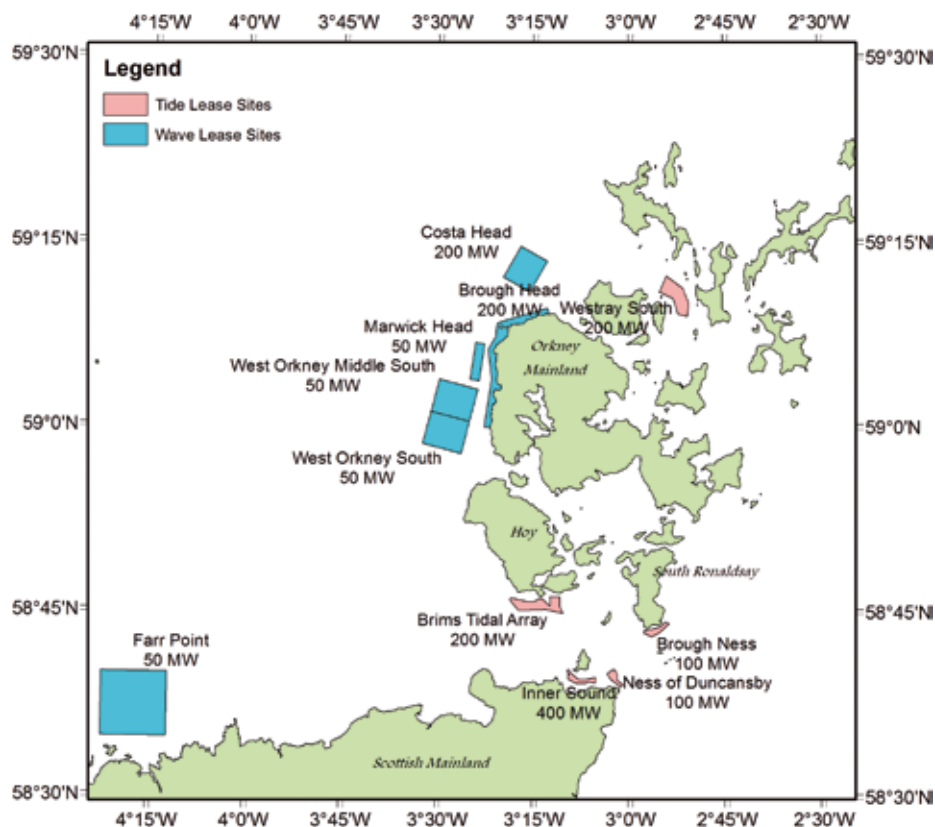 4°15'W 4°0'W 3°45'W 3°30'W 3°15'W 3°0'W 2°45'W 2°30'W
59°30'N 59°30'N
Legend
Tide Lease Sites
Wave Lease Sites
59°15'N 59°15'N
Costa Head
200 MW
Brough Head
200 MW
Westray South
200 MW
Marwick Head
50 MW
Orkney
Mainland
West Orkney Middle South
50 MW
59°0'N 59°0'N
West Orkney South
50 MW
Hoy
South Ronaldsay
58°45'N 58°45'N
Brims Tidal Array
200 MW
Farr Point
50 MW
Brough Ness
100 MW
Ness of Duncansby
100 MW
Inner Sound
400 MW
Scottish Mainland
58°30'N 58°30'N
4°15'W 4°0'W 3°45'W 3°30'W 3°15'W 3°0'W 2°45'W 2°30'W